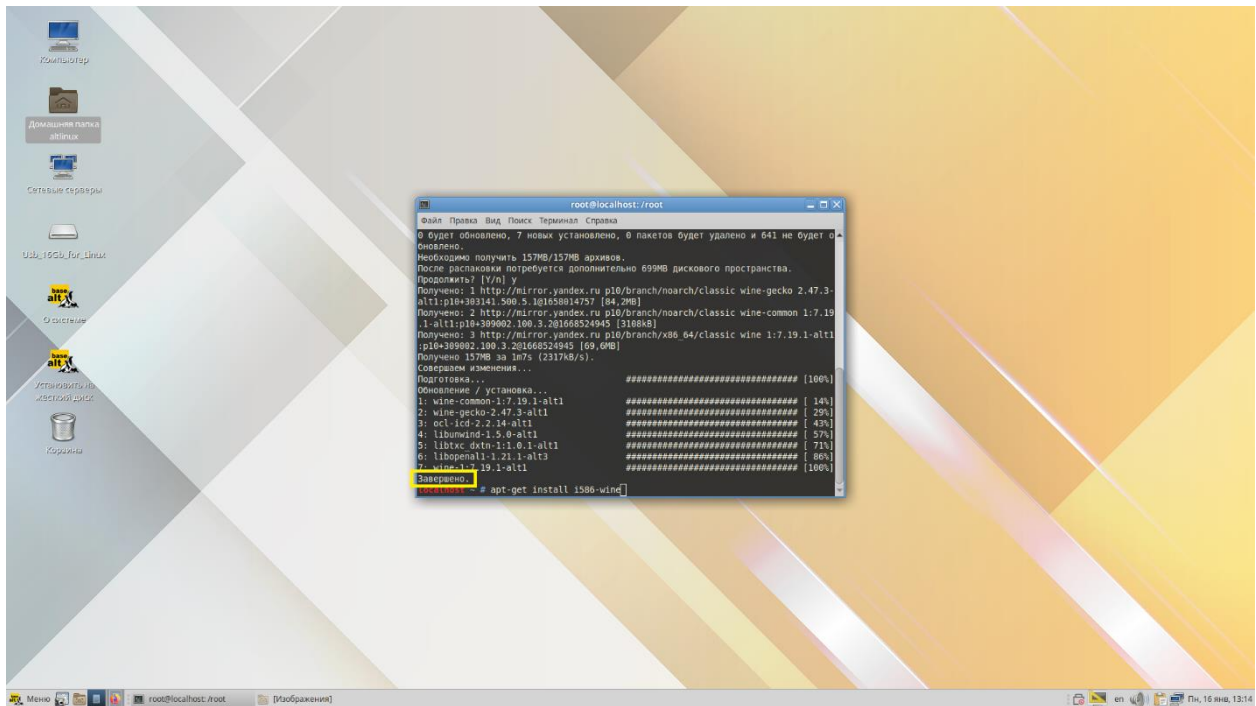 Компьютер
Домашняя папка
altlinux
Сетевые серверы
Usb_16Gb_for_Linux
base
alt
О системе
base
alt
Установить на
жесткий диск
Корзина
root@localhost: /root
Файл Правка Вид Поиск Терминал Справка
0 будет обновлено, 7 новых установлено, 0 пакетов будет удалено и 641 не будет о
бновлено.
Необходимо получить 157MB/157MB архивов.
После распаковки потребуется дополнительно 699MB дискового пространства.
Продолжить? [Y/n] y
Получено: 1 http://mirror.yandex.ru p10/branch/noarch/classic wine-gecko 2.47.3-
alt1:p10+303141.500.5.1@1658014757 [84,2MB]
Получено: 2 http://mirror.yandex.ru p10/branch/noarch/classic wine-common 1:7.19
.1-alt1:p10+309002.100.3.2@1668524945 [3108kB]
Получено: 3 http://mirror.yandex.ru p10/branch/x86_64/classic wine 1:7.19.1-alt1
:p10+309002.100.3.2@1668524945 [69,6MB]
Получено 157MB за 1m7s (2317kB/s).
Совершаем изменения...
Подготовка... ################################# [100%]
Обновление / установка...
1: wine-common-1:7.19.1-alt1 ################################# [ 14%]
2: wine-gecko-2.47.3-alt1 ################################# [ 29%]
3: ocl-icd-2.2.14-alt1 ################################# [ 43%]
4: libunwind-1.5.0-alt1 ################################# [ 57%]
5: libtxc_dxtn-1:1.0.1-alt1 ################################# [ 71%]
6: libopenal1-1.21.1-alt3 ################################# [ 86%]
7: wine-1:7.19.1-alt1 ################################# [100%]
Завершено.
localhost ~ # apt-get install i586-wine
Меню
root@localhost: /root
[Изображения]
en
Пн, 16 янв, 13:14